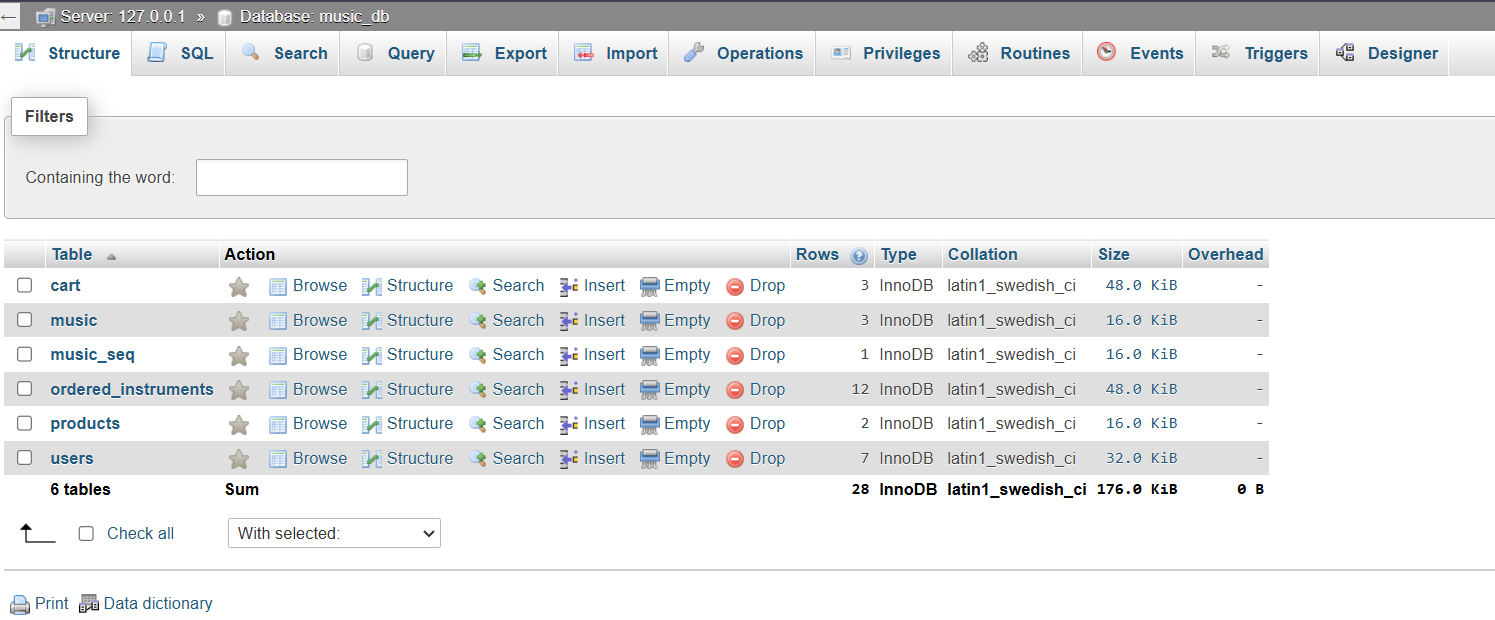 ← Server: 127.0.0.1 » Database: music_db
Structure SQL Search Query Export Import Operations Privileges Routines Events Triggers Designer
Filters
Containing the word:
Table Action Rows Type Collation Size Overhead
cart Browse Structure Search Insert Empty Drop 3 InnoDB latin1_swedish_ci 48.0 KiB -
music Browse Structure Search Insert Empty Drop 3 InnoDB latin1_swedish_ci 16.0 KiB -
music_seq Browse Structure Search Insert Empty Drop 1 InnoDB latin1_swedish_ci 16.0 KiB -
ordered_instruments Browse Structure Search Insert Empty Drop 12 InnoDB latin1_swedish_ci 48.0 KiB -
products Browse Structure Search Insert Empty Drop 2 InnoDB latin1_swedish_ci 16.0 KiB -
users Browse Structure Search Insert Empty Drop 7 InnoDB latin1_swedish_ci 32.0 KiB -
6 tables Sum 28 InnoDB latin1_swedish_ci 176.0 KiB 0 B
Check all With selected:
Print Data dictionary